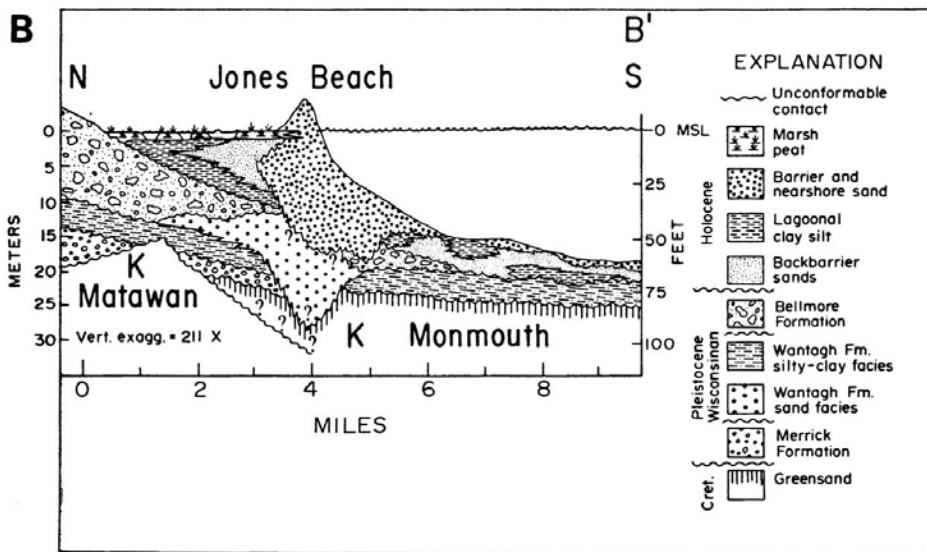 B
B'
N
Jones Beach
S
0
5
10
15
20
25
30
METERS
0 MSL
25
50
75
100
FEET
K
Matawan
K Monmouth
Vert. exagg. = 211 X
? ? ? ? ? ? ? ?
0 2 4 6 8
MILES
EXPLANATION
Unconformable
contact
Marsh
peat
Barrier and
nearshore sand
Lagoonal
clay silt
Backbarrier
sands
Holocene
Bellmore
Formation
Wantagh Fm.
silty-clay facies
Wantagh Fm.
sand facies
Merrick
Formation
Pleistocene
Wisconsinan
Greensand
Cret.